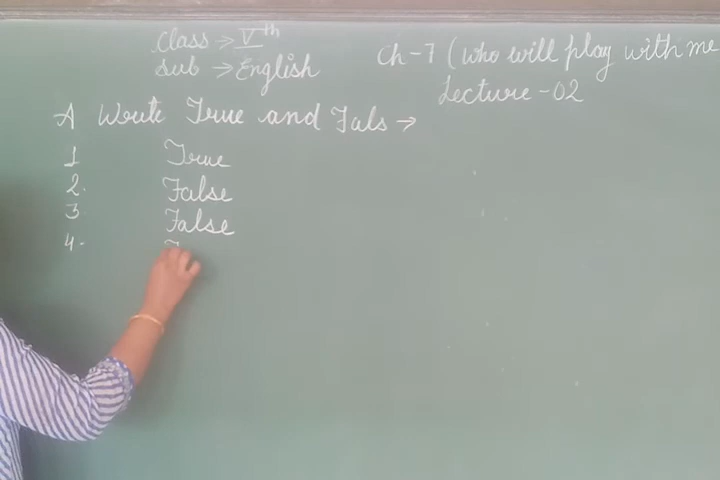 Class → Vth
Sub → English
Ch-7 (Who will play with me
Lecture - 02
A Write True and Fals →
1 True
2. False
3 False
4.